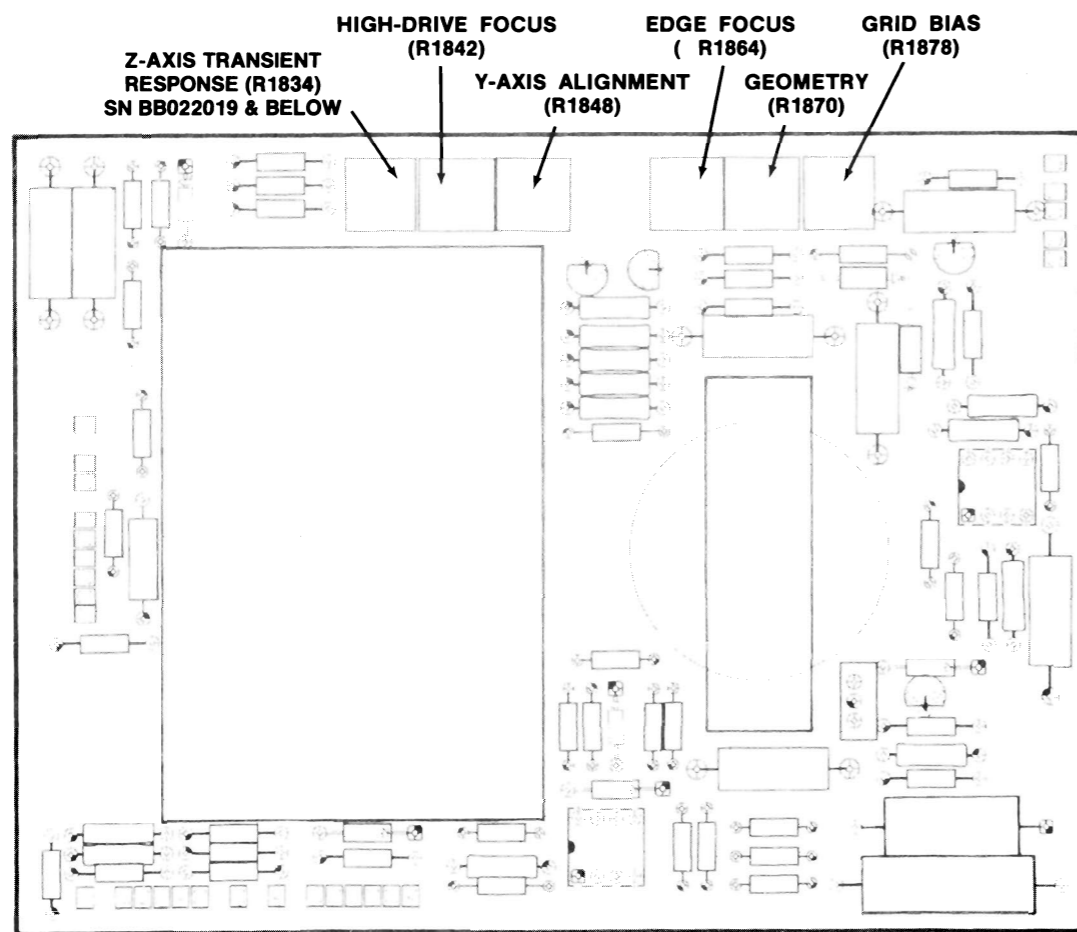 Z-AXIS TRANSIENT
RESPONSE (R1834)
SN BB022019 & BELOW
HIGH-DRIVE FOCUS
(R1842)
Y-AXIS ALIGNMENT
(R1848)
EDGE FOCUS
( R1864)
GEOMETRY
(R1870)
GRID BIAS
(R1878)